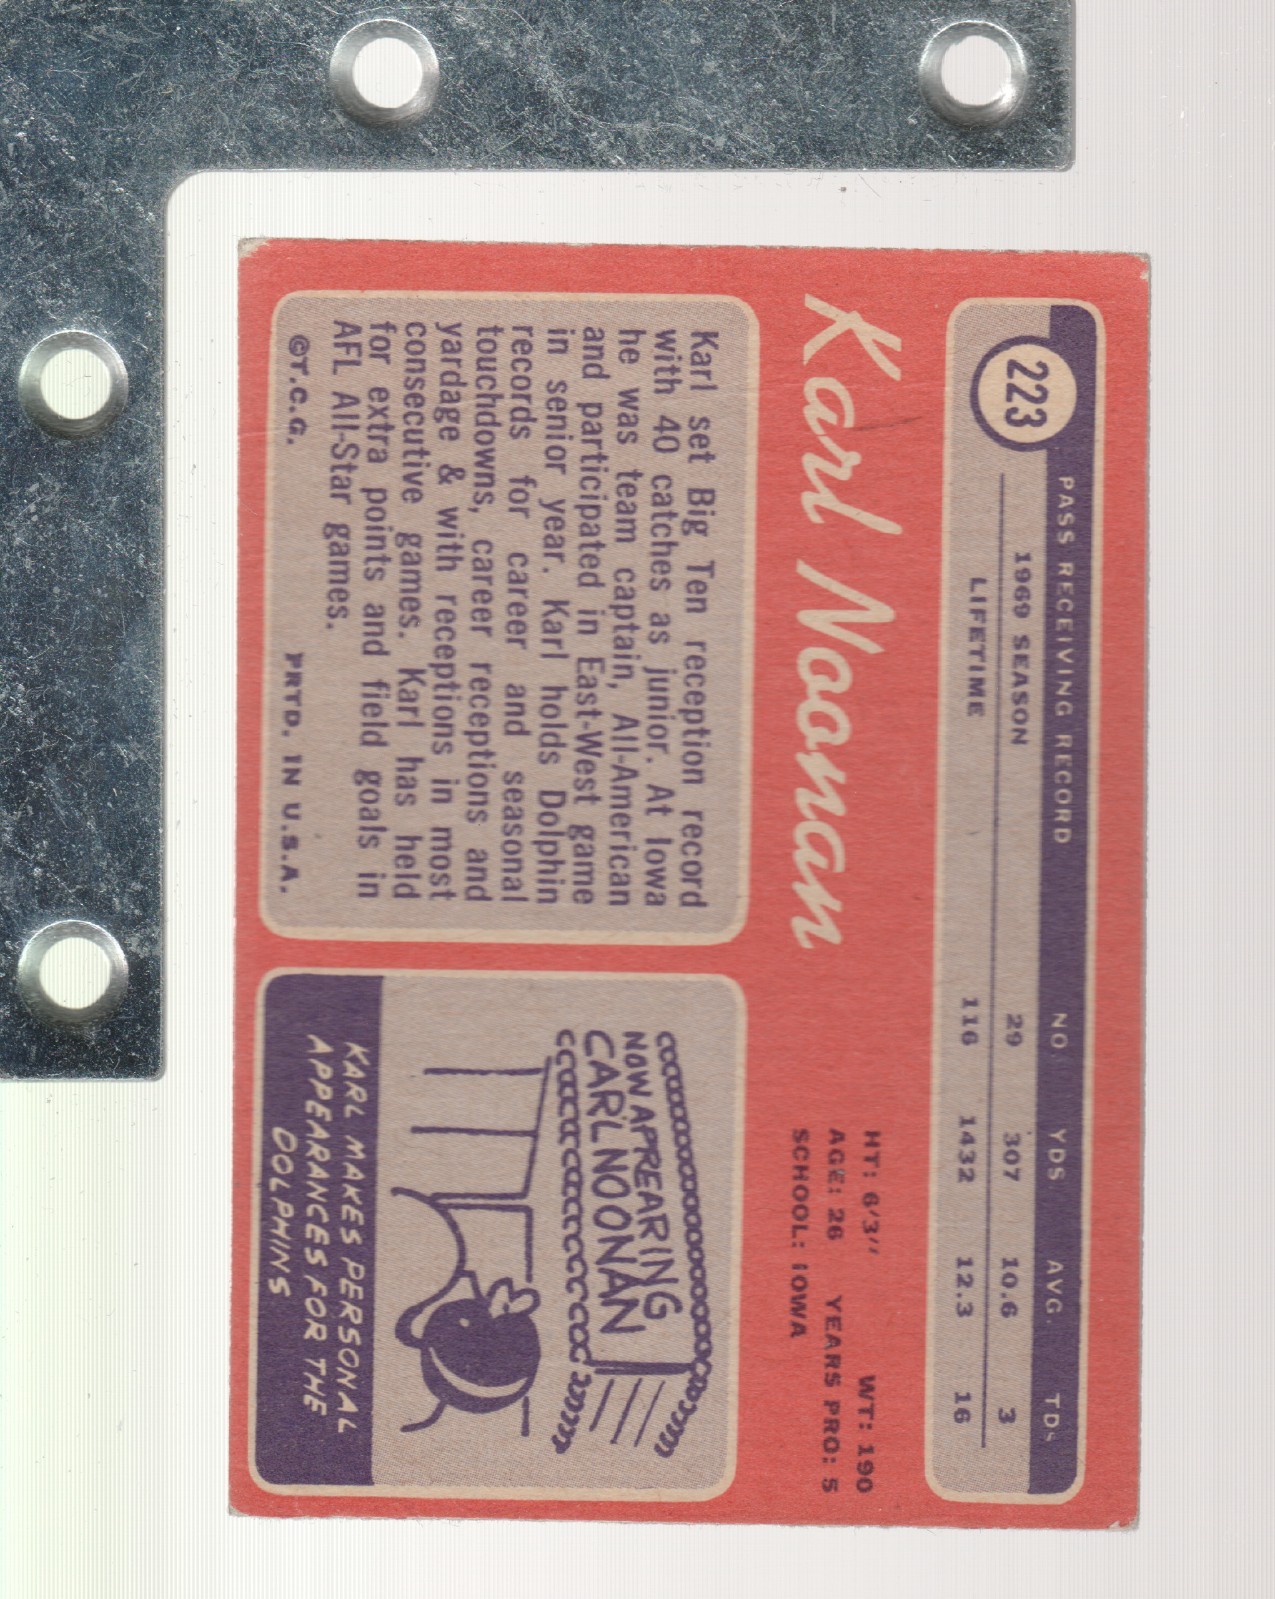 223
PASS RECEIVING RECORD NO. YDS AVG. TDs
1969 SEASON 29 307 10.6 3
LIFETIME 116 1432 12.3 16
Karl Noonan
HT: 6'3" WT: 190
AGE: 26 YEARS PRO: 5
SCHOOL: IOWA
Karl set Big Ten reception record
with 40 catches as junior. At Iowa
he was team captain, All-American
and participated in East-West game
in senior year. Karl holds Dolphin
records for career and seasonal
touchdowns, career receptions and
yardage & with receptions in most
consecutive games. Karl has held
for extra points and field goals in
AFL All-Star games.
©T.C.G. PRTD. IN U.S.A.
NOW APREARING
CARL NOONAN
KARL MAKES PERSONAL
APPEARANCES FOR THE
DOLPHINS